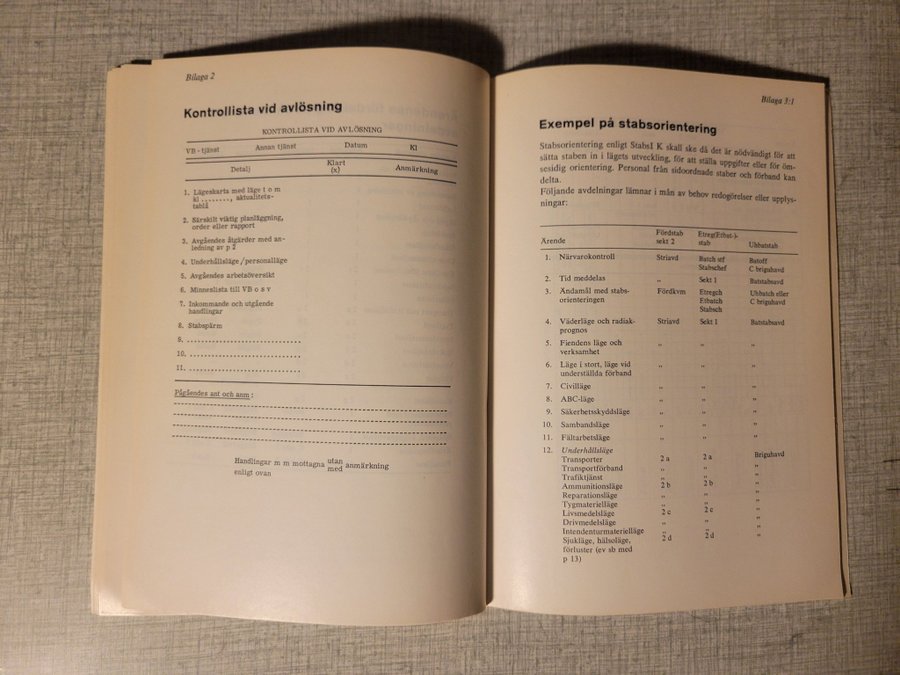 Bilaga 2
Kontrollista vid avlösning
KONTROLLISTA VID AVLÖSNING
VB - tjänst Annan tjänst Datum Kl
Detalj Klart (x) Anmärkning
1. Lägeskarta med läge t o m
kl ........, aktualitets-
tablå
2. Särskilt viktig planläggning,
order eller rapport
3. Avgåendes åtgärder med an-
ledning av p 2
4. Underhållsläge/personalläge
5. Avgåendes arbetsöversikt
6. Minneslista till VB o s v
7. Inkommande och utgående
handlingar
8. Stabspärm
9. ................................
10. ................................
11. ................................
Pågåendes ant och anm :
Handlingar m m mottagna utan anmärkning
med
enligt ovan
Bilaga 3:1
Exempel på stabsorientering
Stabsorientering enligt StabsI K skall ske då det är nödvändigt för att
sätta staben in i lägets utveckling, för att ställa uppgifter eller för öm-
sesidig orientering. Personal från sidoordnade staber och förband kan
delta.
Följande avdelningar lämnar i mån av behov redogörelser eller upplys-
ningar:
Ärende Fördstab sekt 2 Etreg(Etbat-)- stab Uhbatstab
1. Närvarokontroll Striavd Batch stf Batoff
Stabschef C briguhavd
2. Tid meddelas „ Sekt 1 Batstabsavd
3. Ändamål med stabs- Fördkvm Etregch Uhbatch eller
orienteringen Etbatch C briguhavd
Stabsch
4. Väderläge och radiak- Striavd Sekt 1 Batstabsavd
prognos
5. Fiendens läge och „ „ „
verksamhet
6. Läge i stort, läge vid „ „ „
underställda förband
7. Civilläge „ „ „
8. ABC-läge „ „ „
9. Säkerhetsskyddsläge „ „ „
10. Sambandsläge „ „ „
11. Fältarbetsläge „ „ „
12. Underhållsläge
Transporter 2 a 2 a Briguhavd
Transportförband „ „ „
Trafiktjänst „ „ „
Ammunitionsläge 2 b 2 b „
Reparationsläge „ „ „
Tygmaterielläge „ „ „
Livsmedelsläge 2 c 2 c „
Drivmedelsläge „ „ „
Intendenturmaterielläge „ „ „
Sjukläge, hälsoläge, 2 d 2 d „
förluster (ev sb med
p 13)